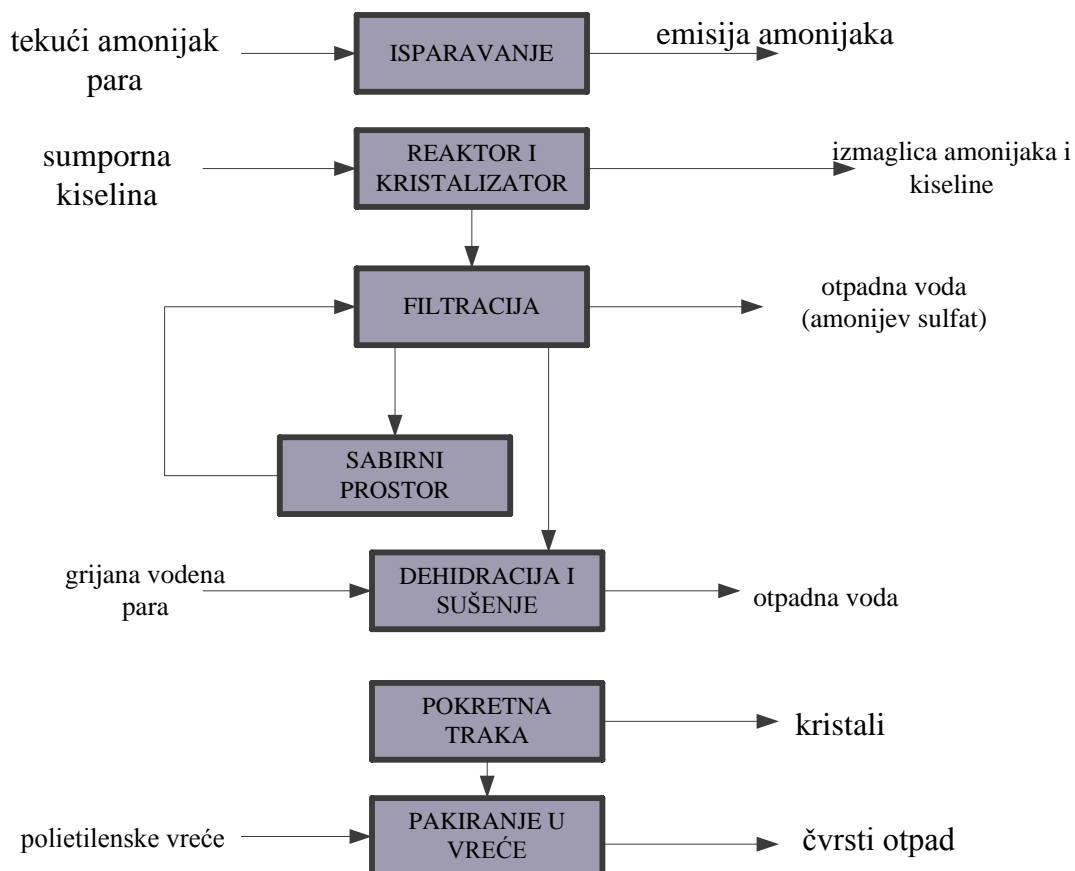 tekući amonijak
para
ISPARAVANJE
emisija amonijaka
sumporna
kiselina
REAKTOR I
KRISTALIZATOR
izmaglica amonijaka i
kiseline
FILTRACIJA
otpadna voda
(amonijev sulfat)
SABIRNI
PROSTOR
grijana vodena
para
DEHIDRACIJA I
SUŠENJE
otpadna voda
POKRETNA
TRAKA
kristali
polietilenske vreće
PAKIRANJE U
VREĆE
čvrsti otpad